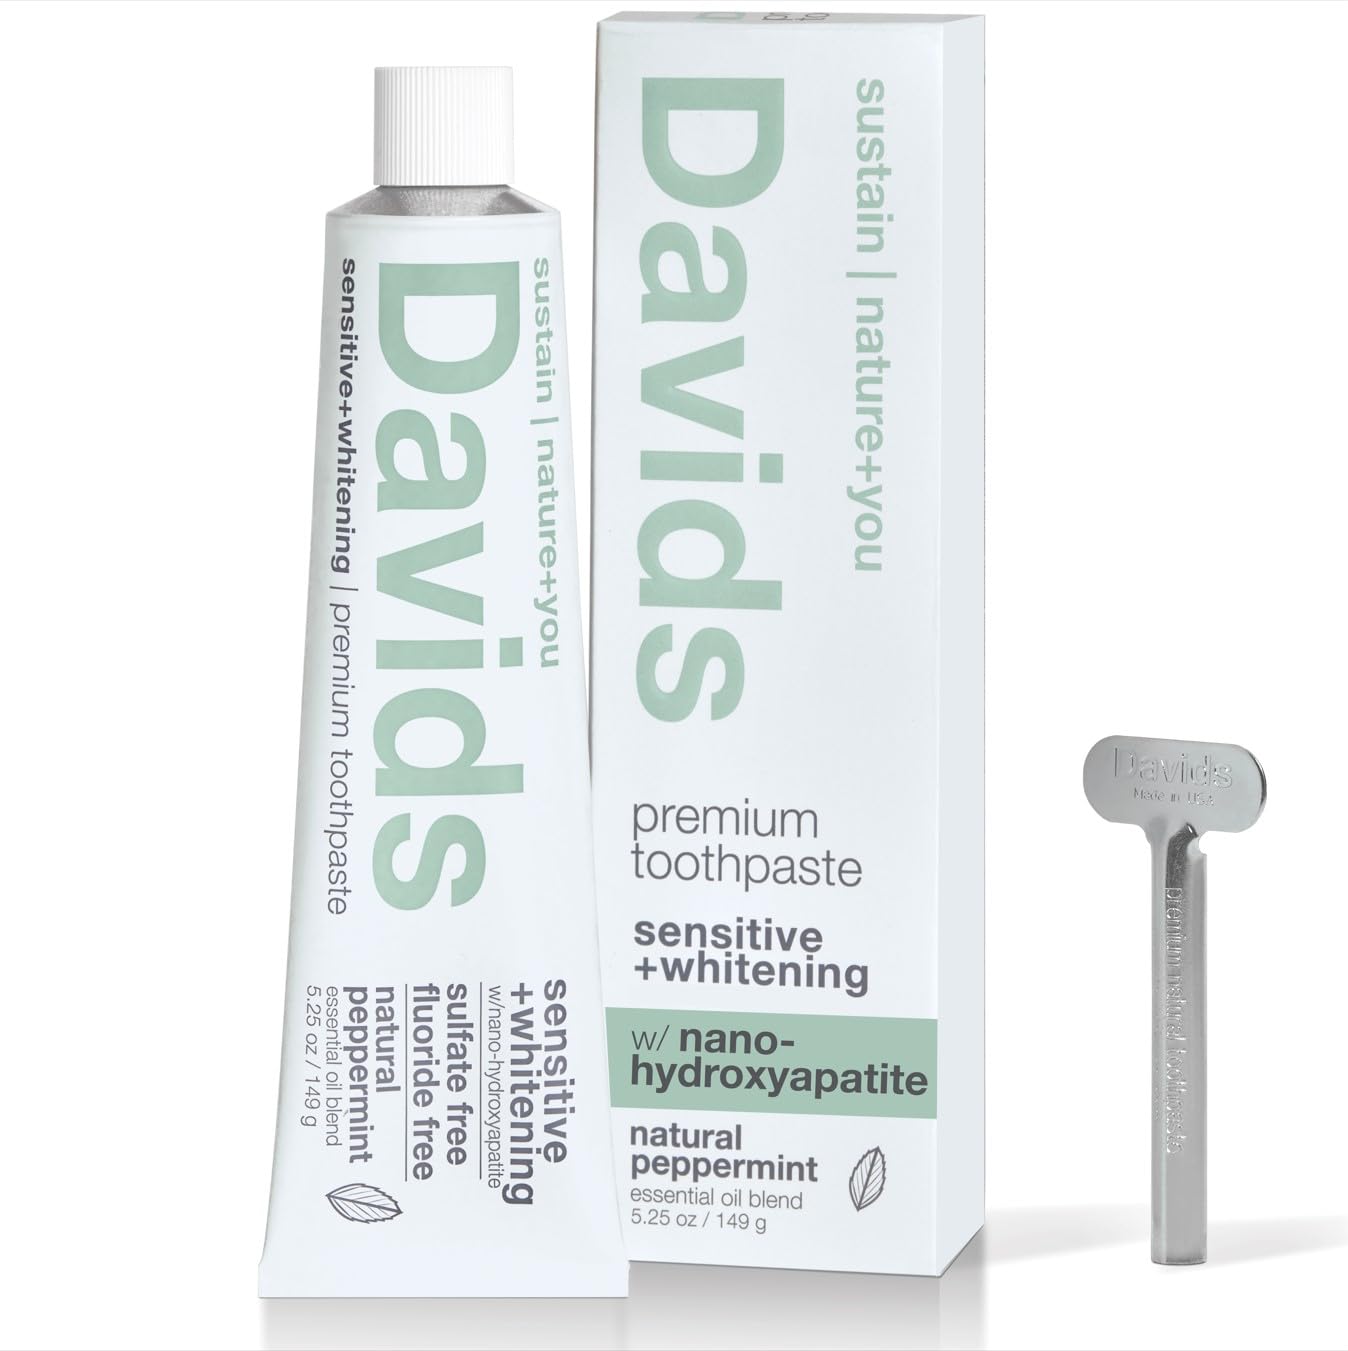 sustain | nature+you
Davids
sensitive+whitening | premium toothpaste
sensitive
+whitening
w/nano-hydroxyapatite
sulfate free
fluoride free
natural
peppermint
essential oil blend
5.25 oz / 149 g
sustain | nature+you
Davids
premium
toothpaste
sensitive
+whitening
w/ nano-
hydroxyapatite
natural
peppermint
essential oil blend
5.25 oz / 149 g
Davids
Made in USA
premium natural toothpaste